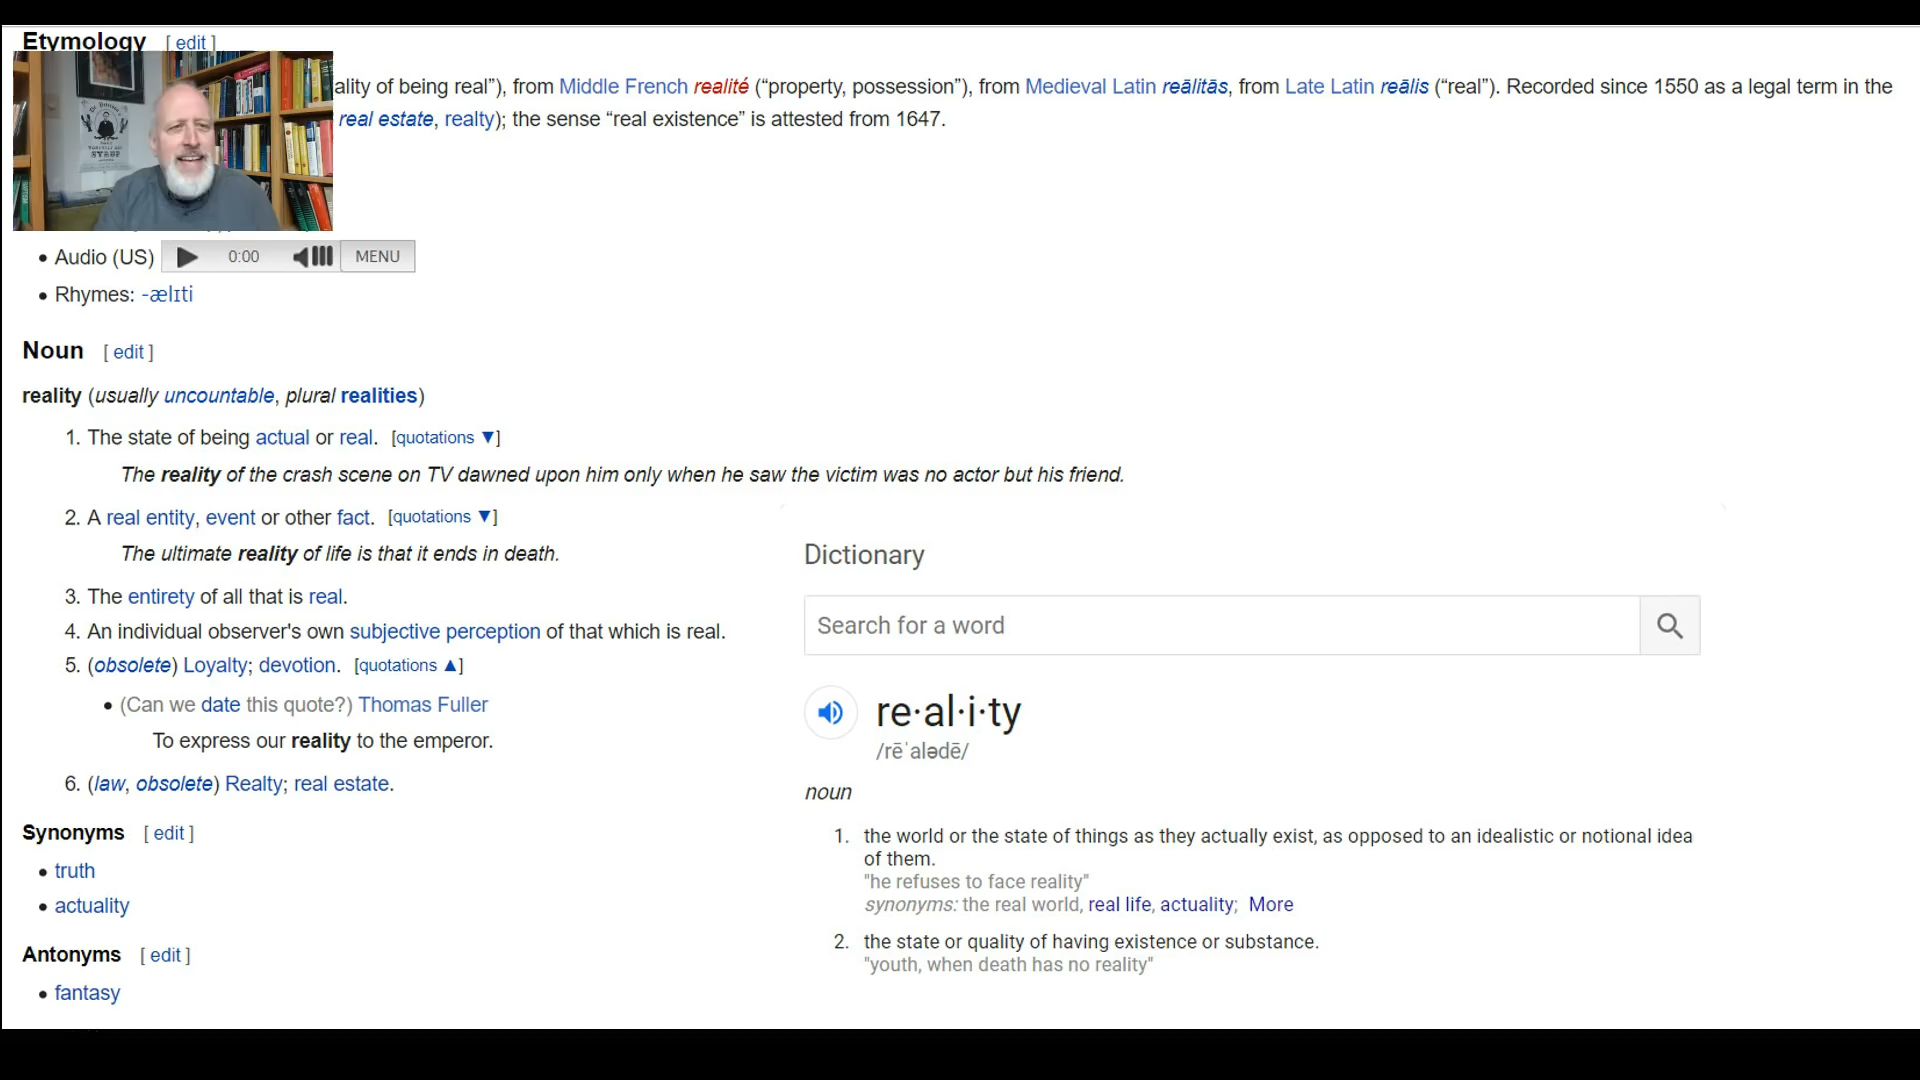 Etymology [ edit ]
ality of being real”), from Middle French realité (“property, possession”), from Medieval Latin reālitās, from Late Latin reālis (“real”). Recorded since 1550 as a legal term in the
real estate, realty); the sense “real existence” is attested from 1647.
SYRUP
• Audio (US) 0:00 MENU
• Rhymes: -ælɪti
Noun [ edit ]
reality (usually uncountable, plural realities)
1. The state of being actual or real. [quotations ▼]
The reality of the crash scene on TV dawned upon him only when he saw the victim was no actor but his friend.
2. A real entity, event or other fact. [quotations ▼]
The ultimate reality of life is that it ends in death.
3. The entirety of all that is real.
4. An individual observer's own subjective perception of that which is real.
5. (obsolete) Loyalty; devotion. [quotations ▲]
• (Can we date this quote?) Thomas Fuller
To express our reality to the emperor.
6. (law, obsolete) Realty; real estate.
Synonyms [ edit ]
• truth
• actuality
Antonyms [ edit ]
• fantasy
Dictionary
Search for a word
re·al·i·ty
/rēˈalədē/
noun
1. the world or the state of things as they actually exist, as opposed to an idealistic or notional idea
of them.
"he refuses to face reality"
synonyms: the real world, real life, actuality; More
2. the state or quality of having existence or substance.
"youth, when death has no reality"